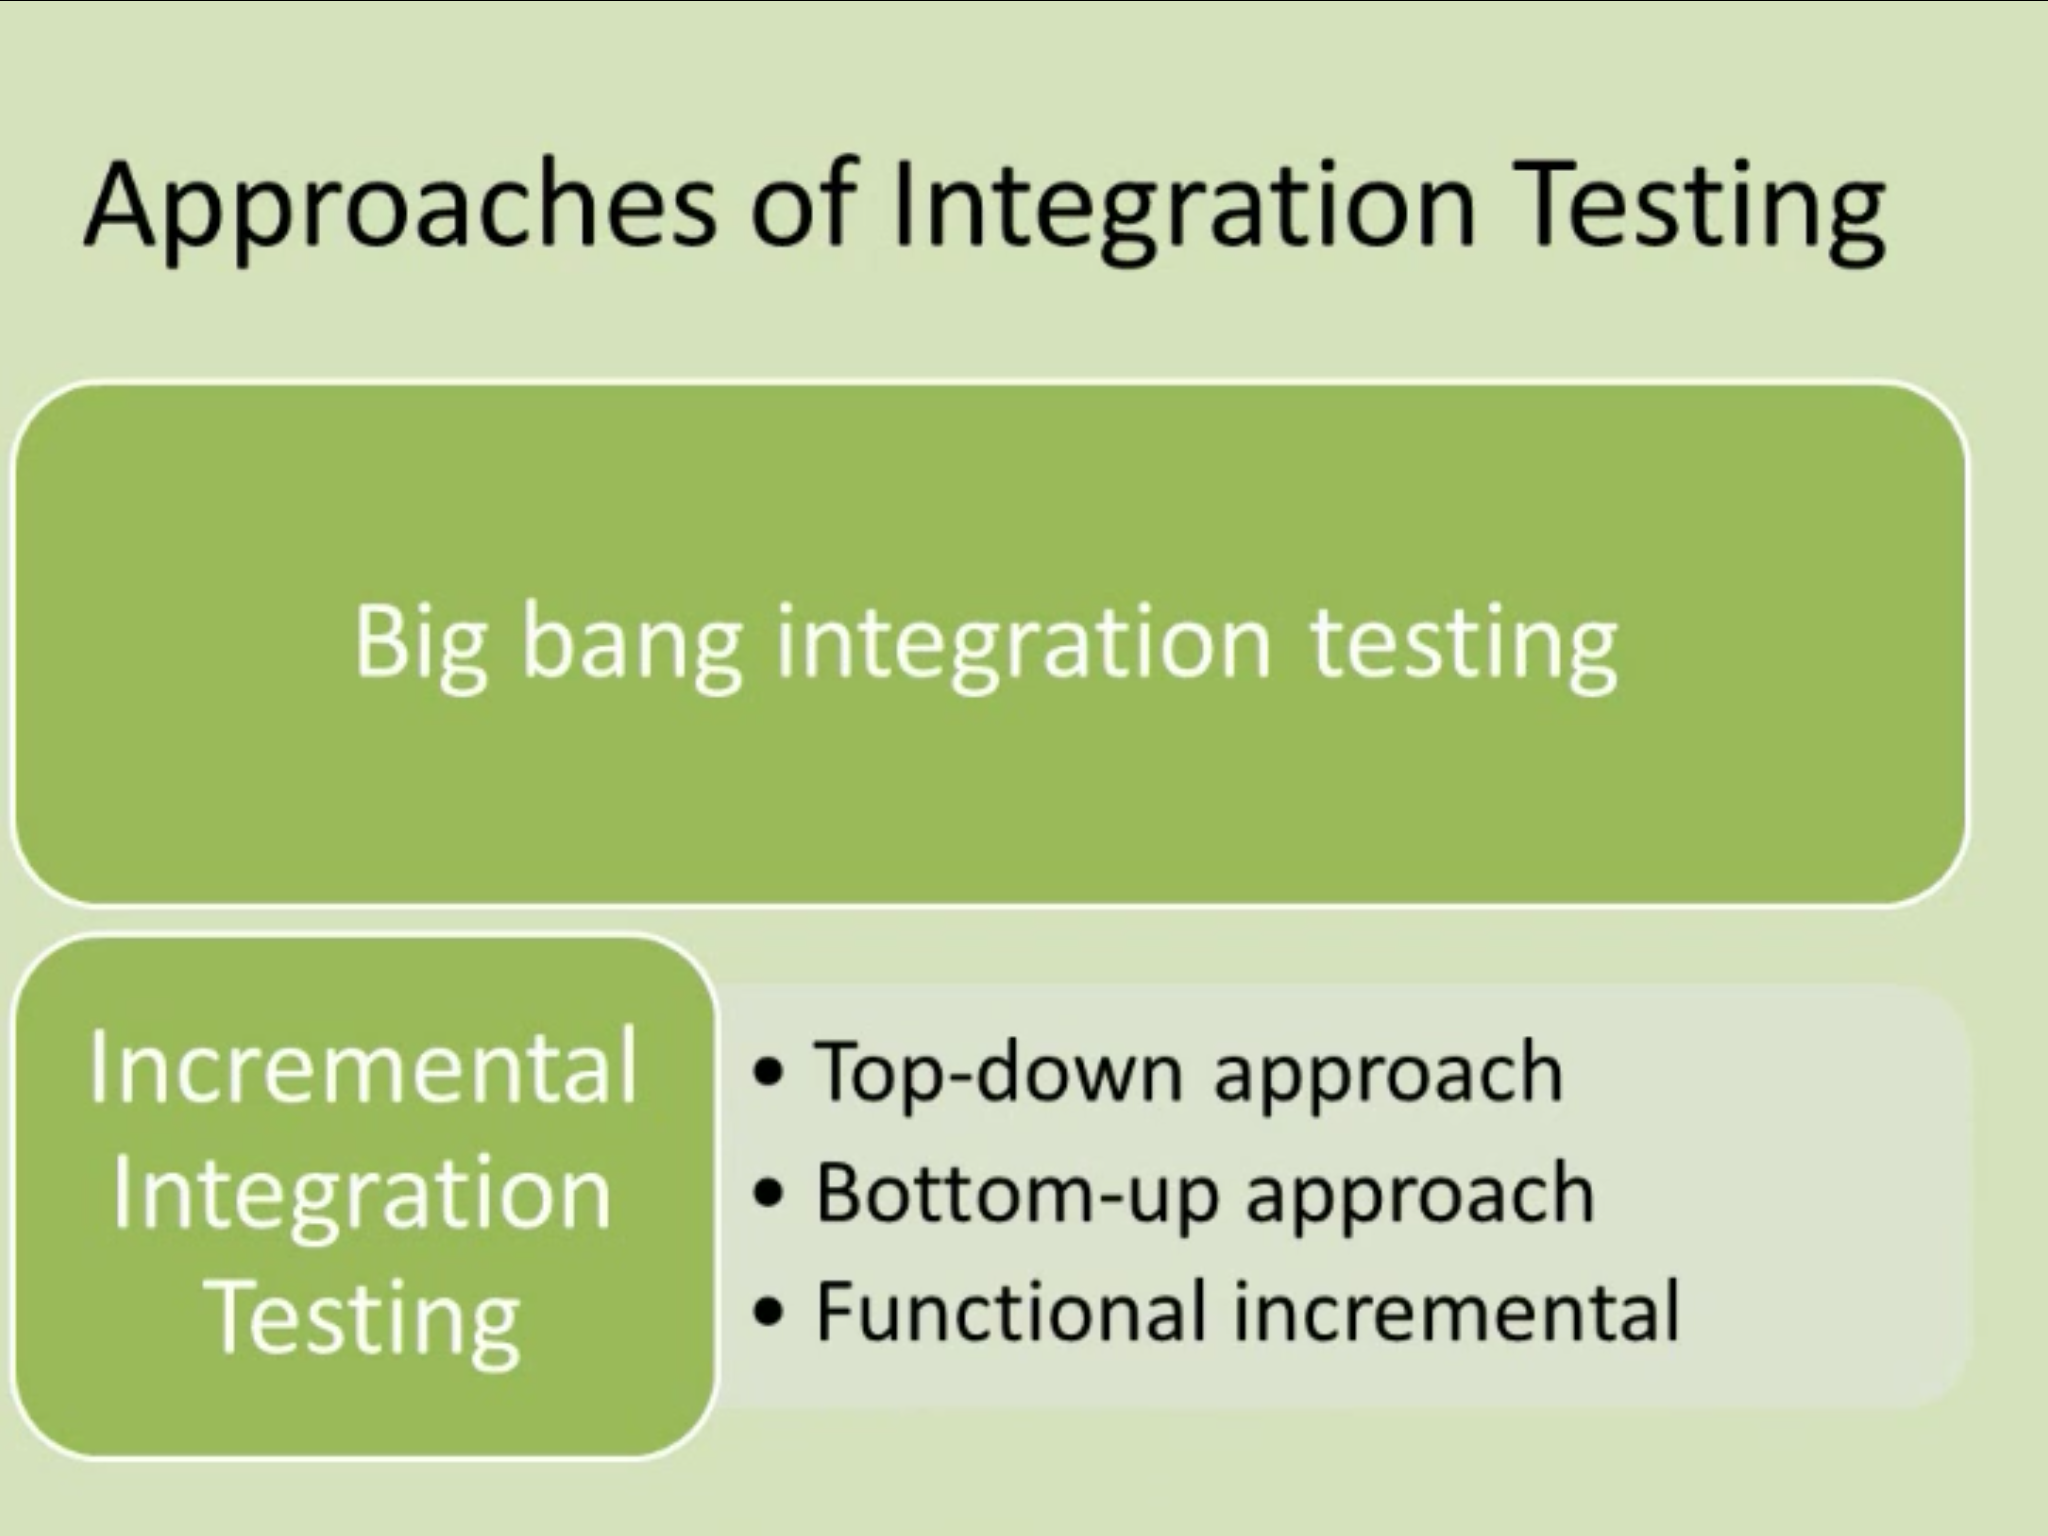 Approaches of Integration Testing
Big bang integration testing
Incremental
Integration
Testing
• Top-down approach
• Bottom-up approach
• Functional incremental